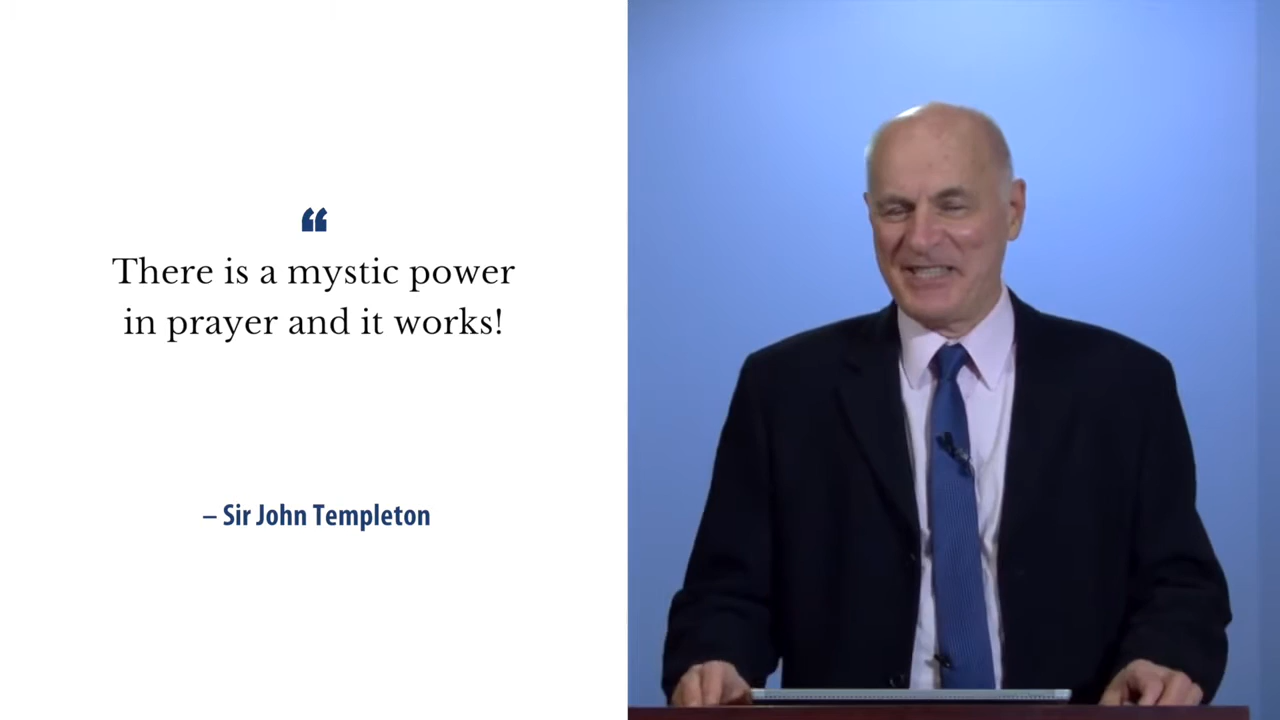 “
There is a mystic power
in prayer and it works!
– Sir John Templeton